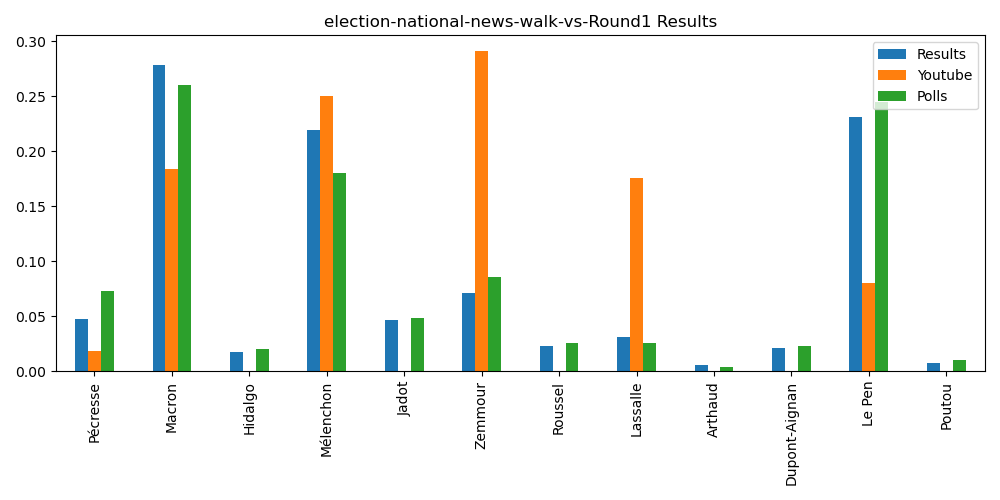 election-national-news-walk-vs-Round1 Results
Results
Youtube
Polls
0.30
0.25
0.20
0.15
0.10
0.05
0.00
Pécresse
Macron
Hidalgo
Mélenchon
Jadot
Zemmour
Roussel
Lassalle
Arthaud
Dupont-Aignan
Le Pen
Poutou